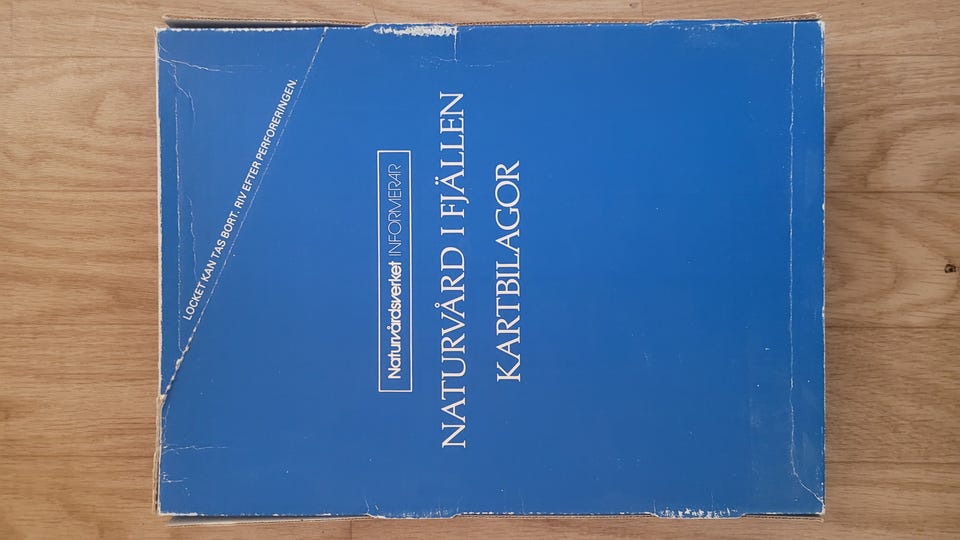 LOCKET KAN TAS BORT. RIV EFTER PERFORERINGEN.
Naturvårdsverket INFORMERAR
NATURVÅRD I FJÄLLEN
KARTBILAGOR